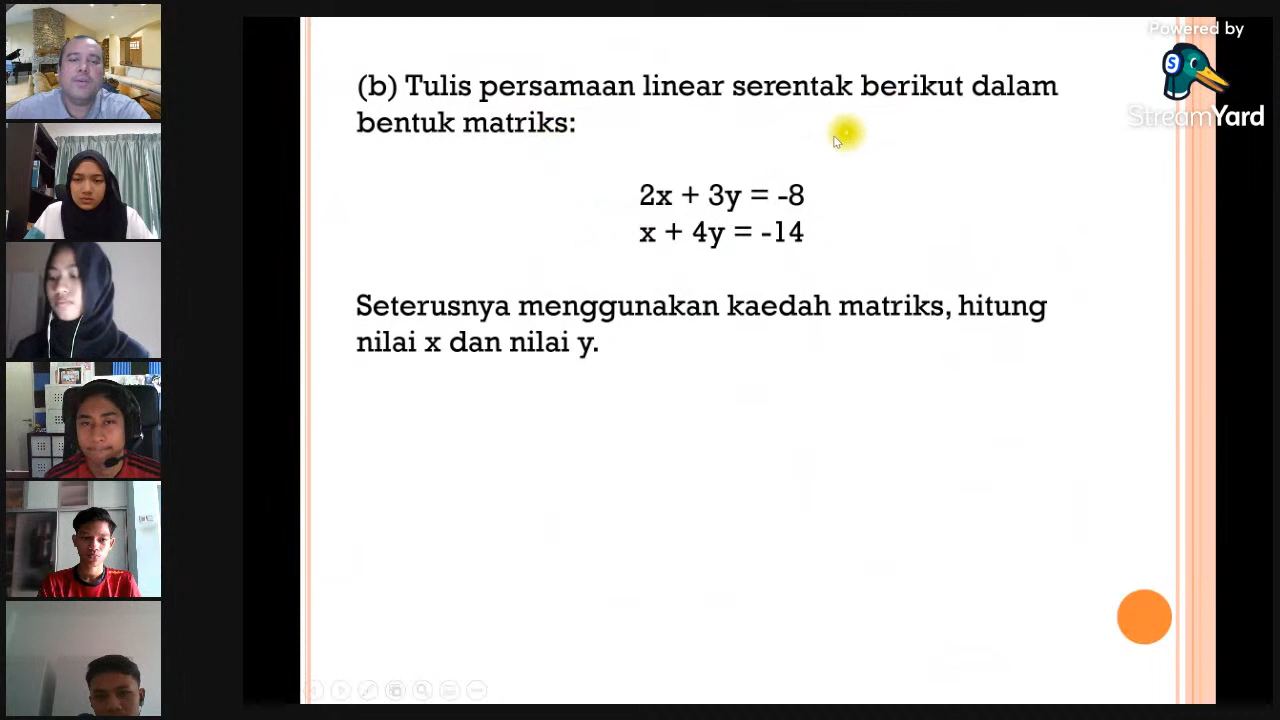 Powered by
StreamYard
(b) Tulis persamaan linear serentak berikut dalam
bentuk matriks:
2x + 3y = -8
x + 4y = -14
Seterusnya menggunakan kaedah matriks, hitung
nilai x dan nilai y.